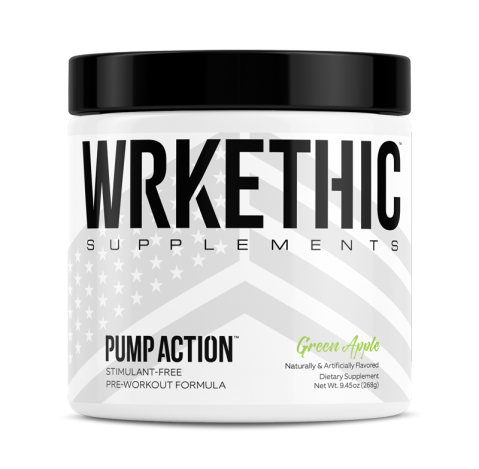 WRKETHIC™
SUPPLEMENTS
PUMP ACTION™
STIMULANT-FREE
PRE-WORKOUT FORMULA
Green Apple
Naturally & Artificially Flavored
Dietary Supplement
Net Wt. 9.45oz (268g)